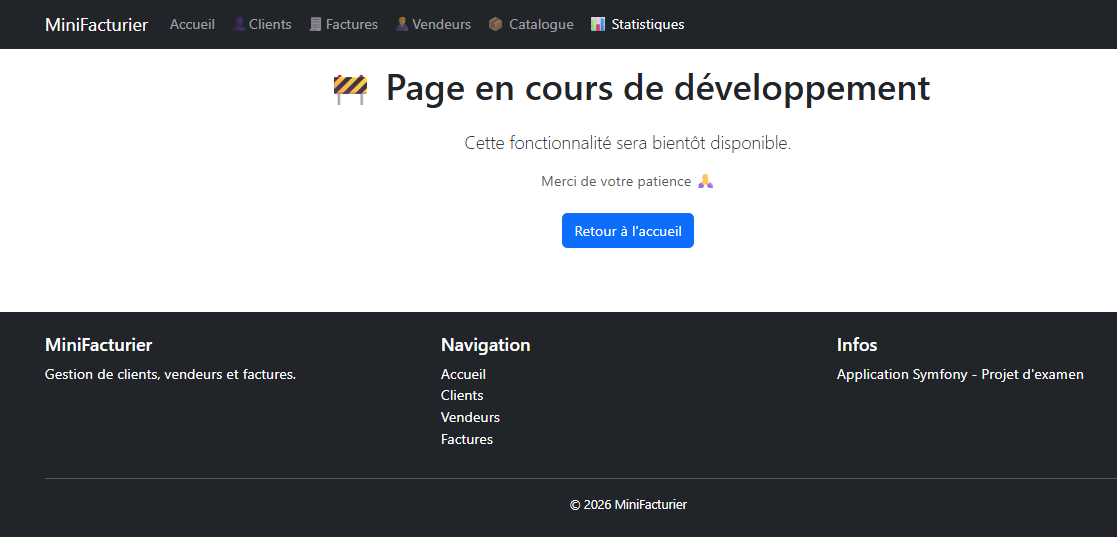 MiniFacturier Accueil 👤Clients 🧾Factures 🧑‍💼Vendeurs 📦 Catalogue 📊 Statistiques
🚧 Page en cours de développement
Cette fonctionnalité sera bientôt disponible.
Merci de votre patience 🙏
Retour à l'accueil
MiniFacturier
Gestion de clients, vendeurs et factures.
Navigation
Accueil
Clients
Vendeurs
Factures
Infos
Application Symfony - Projet d'examen
© 2026 MiniFacturier